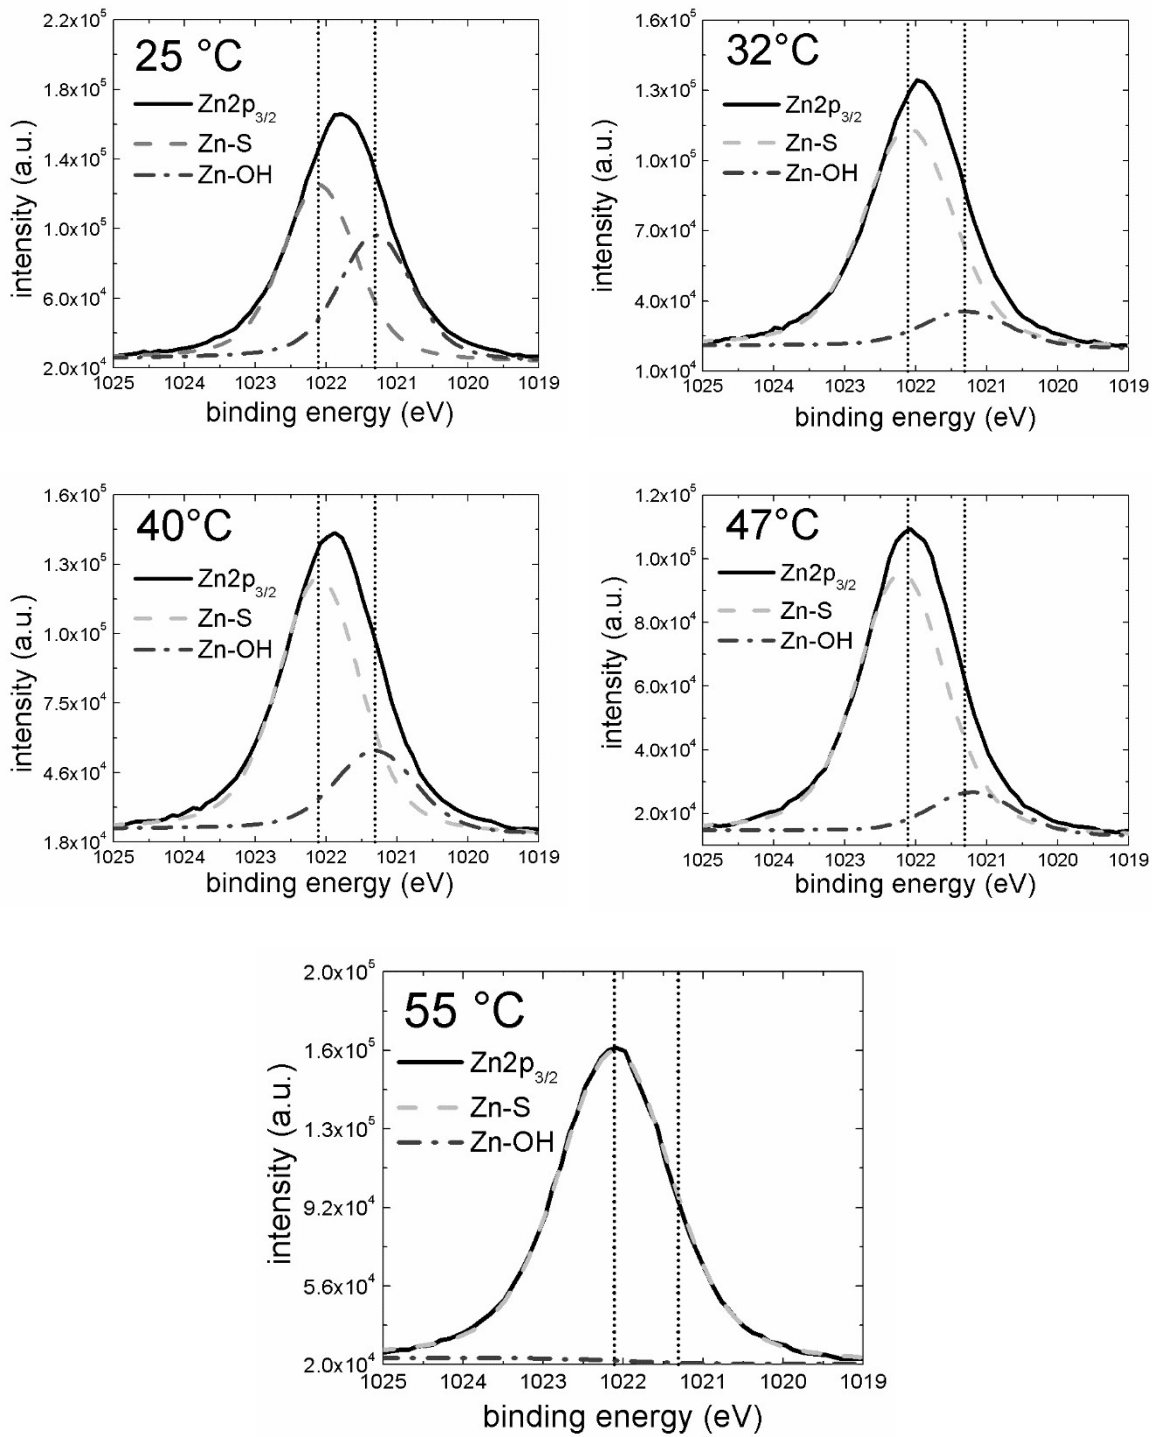 25 °C
Zn2p3/2
Zn-S
Zn-OH
2.2x10^5
1.8x10^5
1.4x10^5
1.0x10^5
6.0x10^4
2.0x10^4
intensity (a.u.)
1025 1024 1023 1022 1021 1020 1019
binding energy (eV)
32°C
Zn2p3/2
Zn-S
Zn-OH
1.6x10^5
1.3x10^5
1.0x10^5
7.0x10^4
4.0x10^4
1.0x10^4
intensity (a.u.)
1025 1024 1023 1022 1021 1020 1019
binding energy (eV)
40°C
Zn2p3/2
Zn-S
Zn-OH
1.6x10^5
1.3x10^5
1.0x10^5
7.5x10^4
4.6x10^4
1.8x10^4
intensity (a.u.)
1025 1024 1023 1022 1021 1020 1019
binding energy (eV)
47°C
Zn2p3/2
Zn-S
Zn-OH
1.2x10^5
1.0x10^5
8.0x10^4
6.0x10^4
4.0x10^4
2.0x10^4
intensity (a.u.)
1025 1024 1023 1022 1021 1020 1019
binding energy (eV)
55 °C
Zn2p3/2
Zn-S
Zn-OH
2.0x10^5
1.6x10^5
1.3x10^5
9.2x10^4
5.6x10^4
2.0x10^4
intensity (a.u.)
1025 1024 1023 1022 1021 1020 1019
binding energy (eV)